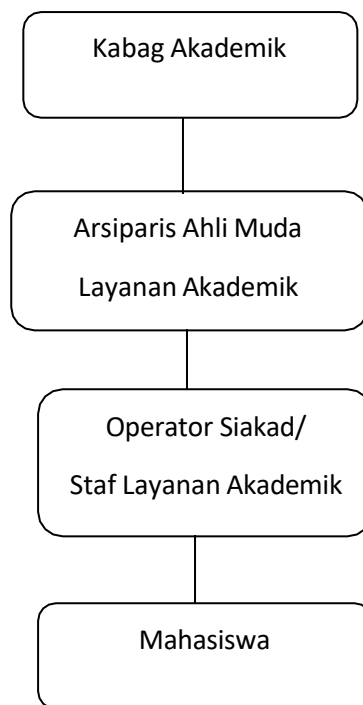 Kabag Akademik
Arsiparis Ahli Muda
Layanan Akademik
Operator Siakad/
Staf Layanan Akademik
Mahasiswa